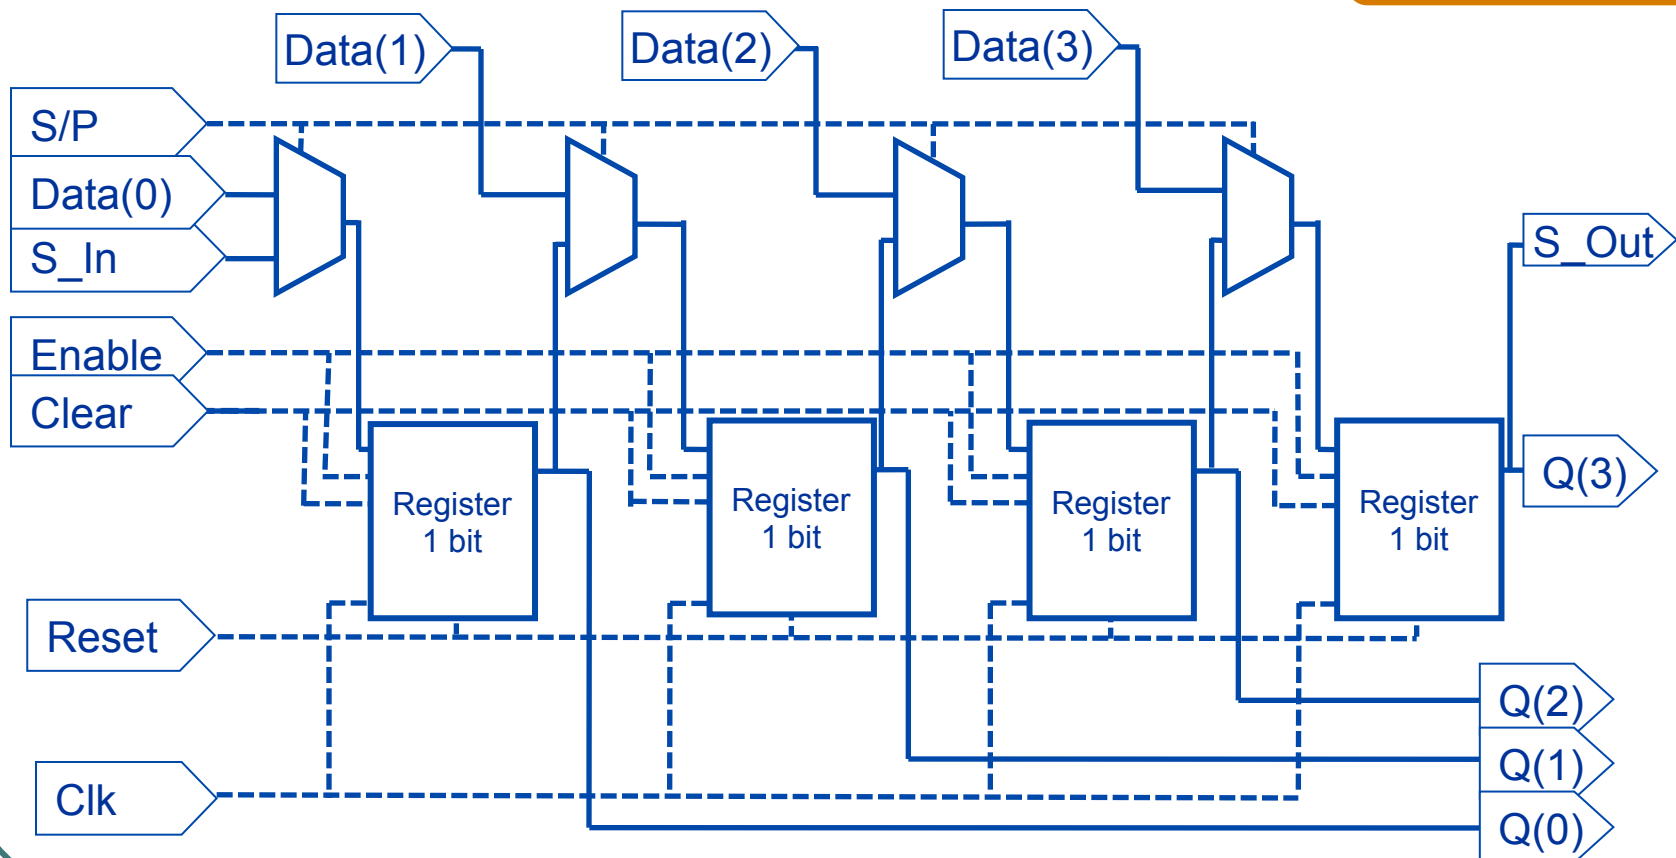 Data(1)
Data(2)
Data(3)
S/P
Data(0)
S_In
S_Out
Enable
Clear
Register
1 bit
Register
1 bit
Register
1 bit
Register
1 bit
Q(3)
Reset
Q(2)
Q(1)
Clk
Q(0)